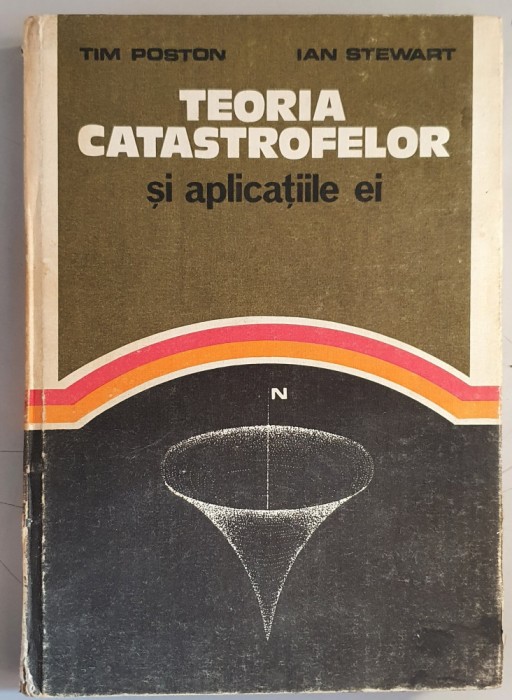 TIM POSTON IAN STEWART
TEORIA
CATASTROFELOR
și aplicațiile ei
N